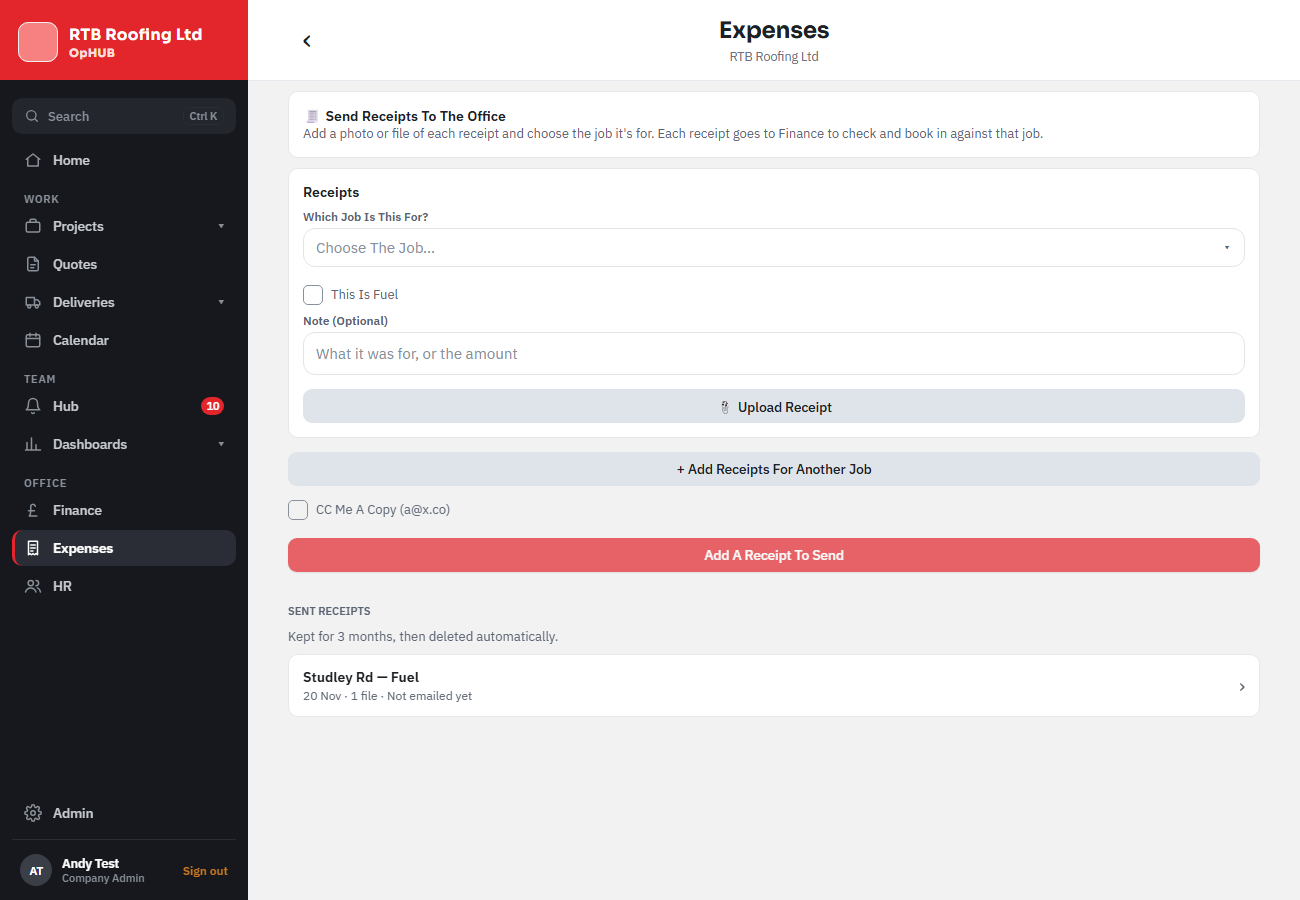 RTB Roofing Ltd
OpHUB
Search Ctrl K
Home
WORK
Projects
Quotes
Deliveries
Calendar
TEAM
Hub 10
Dashboards
OFFICE
£ Finance
Expenses
HR
Admin
AT Andy Test
Company Admin
Sign out
Expenses
RTB Roofing Ltd
Send Receipts To The Office
Add a photo or file of each receipt and choose the job it's for. Each receipt goes to Finance to check and book in against that job.
Receipts
Which Job Is This For?
Choose The Job...
This Is Fuel
Note (Optional)
What it was for, or the amount
Upload Receipt
+ Add Receipts For Another Job
CC Me A Copy (a@x.co)
Add A Receipt To Send
SENT RECEIPTS
Kept for 3 months, then deleted automatically.
Studley Rd — Fuel
20 Nov · 1 file · Not emailed yet